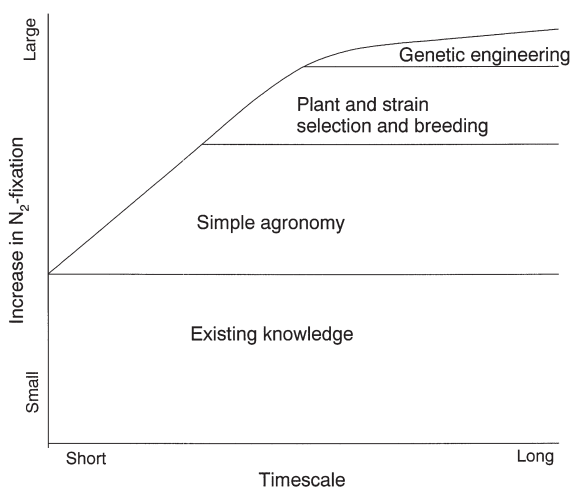 Large
Genetic engineering
Plant and strain
selection and breeding
Increase in N₂-fixation
Simple agronomy
Existing knowledge
Small
Short
Long
Timescale